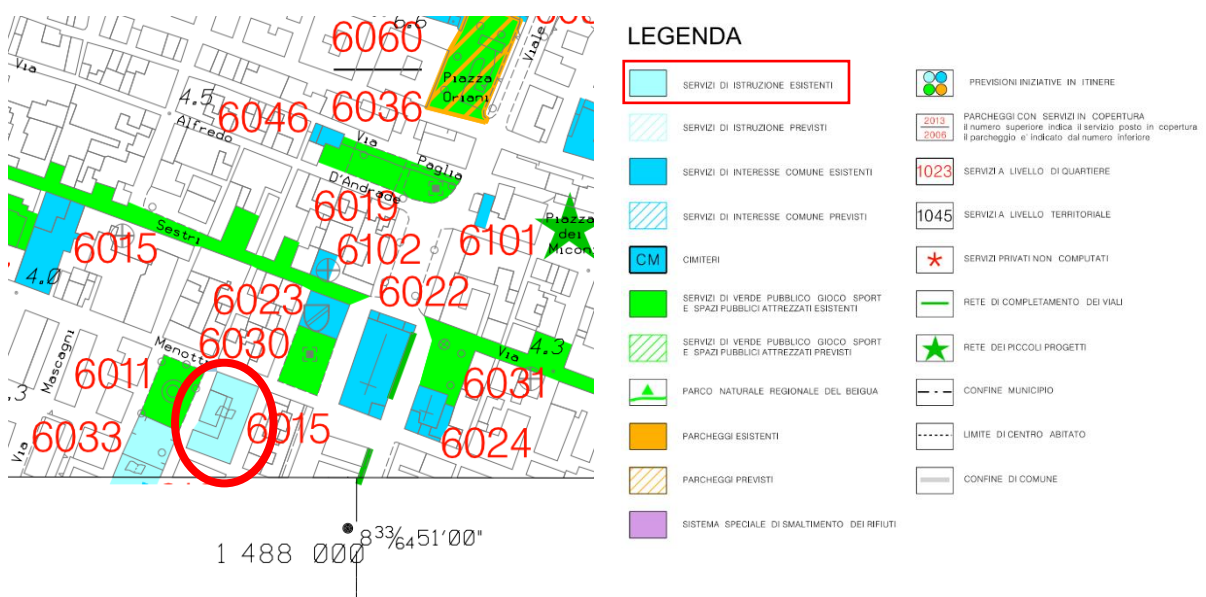 6060
6.6
Viale
Via
Piazza
Oriani
4.5
6046
6036
Alfredo
Via
Paglia
D'Andrade
6019
Piazza
dei
Miconi
Sestri
6015
6102
6101
4.0
6023
6022
Menotti
6030
Via
4.3
Mascagni
6011
6031
.3
6033
6015
6024
Via
1 488 000
8 33/64 51'00"
LEGENDA
SERVIZI DI ISTRUZIONE ESISTENTI
SERVIZI DI ISTRUZIONE PREVISTI
SERVIZI DI INTERESSE COMUNE ESISTENTI
SERVIZI DI INTERESSE COMUNE PREVISTI
CM CIMITERI
SERVIZI DI VERDE PUBBLICO GIOCO SPORT
E SPAZI PUBBLICI ATTREZZATI ESISTENTI
SERVIZI DI VERDE PUBBLICO GIOCO SPORT
E SPAZI PUBBLICI ATTREZZATI PREVISTI
PARCO NATURALE REGIONALE DEL BEIGUA
PARCHEGGI ESISTENTI
PARCHEGGI PREVISTI
SISTEMA SPECIALE DI SMALTIMENTO DEI RIFIUTI
PREVISIONI INIZIATIVE IN ITINERE
2013
2006
PARCHEGGI CON SERVIZI IN COPERTURA
il numero superiore indica il servizio posto in copertura
il parcheggio e' indicato dal numero inferiore
1023 SERVIZI A LIVELLO DI QUARTIERE
1045 SERVIZI A LIVELLO TERRITORIALE
SERVIZI PRIVATI NON COMPUTATI
RETE DI COMPLETAMENTO DEI VIALI
RETE DEI PICCOLI PROGETTI
CONFINE MUNICIPIO
LIMITE DI CENTRO ABITATO
CONFINE DI COMUNE